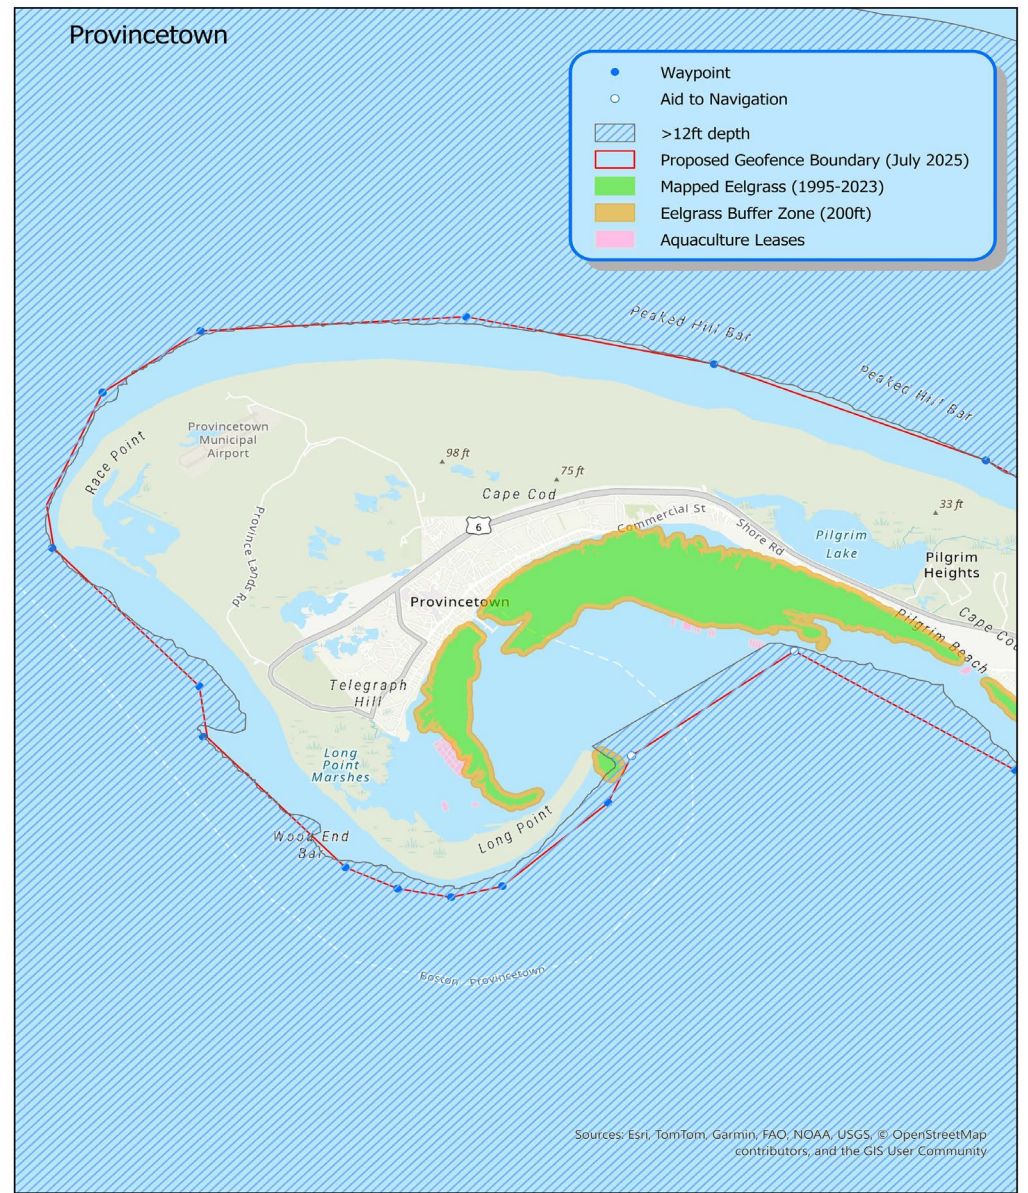 Provincetown
Waypoint
Aid to Navigation
>12ft depth
Proposed Geofence Boundary (July 2025)
Mapped Eelgrass (1995-2023)
Eelgrass Buffer Zone (200ft)
Aquaculture Leases
Peaked Hill Bar
Peaked Hill Bar
Provincetown
Municipal
Airport
Race Point
98 ft
75 ft
Cape Cod
33 ft
6
Commercial St
Shore Rd
Pilgrim
Lake
Pilgrim
Heights
Province Lands Rd
Provincetown
Cape Cod
Pilgrim Beach
Telegraph
Hill
Long
Point
Marshes
Long Point
Wood End
Bar
Boston - Provincetown
Sources: Esri, TomTom, Garmin, FAO, NOAA, USGS, © OpenStreetMap
contributors, and the GIS User Community